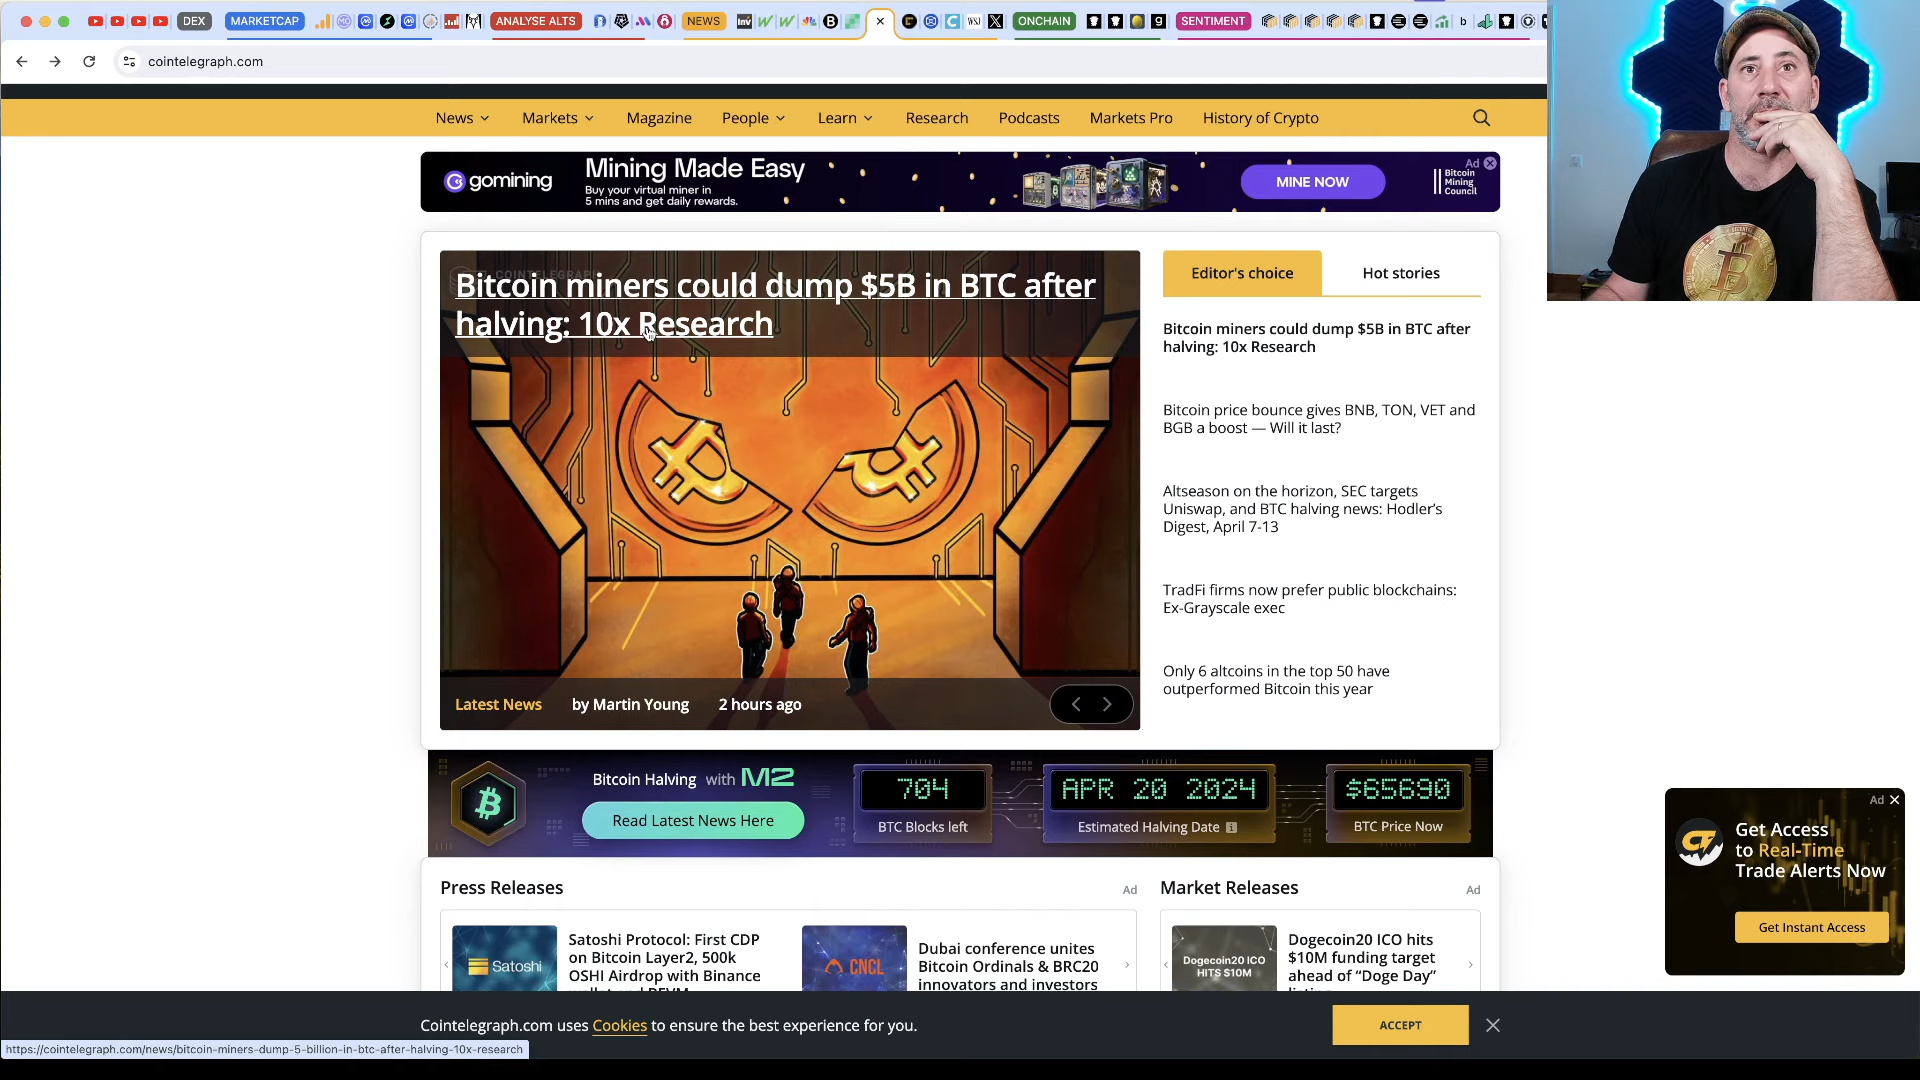 DEX
MARKETCAP
ANALYSE ALTS
NEWS
ONCHAIN
SENTIMENT
cointelegraph.com
News
Markets
Magazine
People
Learn
Research
Podcasts
Markets Pro
History of Crypto
gomining
Mining Made Easy
Buy your virtual miner in
5 mins and get daily rewards.
MINE NOW
Ad
Bitcoin
Mining
Council
COINTELEGRAPH
Bitcoin miners could dump $5B in BTC after
halving: 10x Research
Latest News
by Martin Young
2 hours ago
Editor's choice
Hot stories
Bitcoin miners could dump $5B in BTC after
halving: 10x Research
Bitcoin price bounce gives BNB, TON, VET and
BGB a boost — Will it last?
Altseason on the horizon, SEC targets
Uniswap, and BTC halving news: Hodler's
Digest, April 7-13
TradFi firms now prefer public blockchains:
Ex-Grayscale exec
Only 6 altcoins in the top 50 have
outperformed Bitcoin this year
Bitcoin Halving with M2
Read Latest News Here
704
BTC Blocks left
APR 20 2024
Estimated Halving Date
$65690
BTC Price Now
Ad
Get Access
to Real-Time
Trade Alerts Now
Get Instant Access
Press Releases
Ad
Satoshi
Satoshi Protocol: First CDP
on Bitcoin Layer2, 500k
OSHI Airdrop with Binance
CNCL
Dubai conference unites
Bitcoin Ordinals & BRC20
innovators and investors
Market Releases
Ad
Dogecoin20 ICO
HITS $10M
Dogecoin20 ICO hits
$10M funding target
ahead of “Doge Day”
Cointelegraph.com uses Cookies to ensure the best experience for you.
ACCEPT
https://cointelegraph.com/news/bitcoin-miners-dump-5-billion-in-btc-after-halving-10x-research